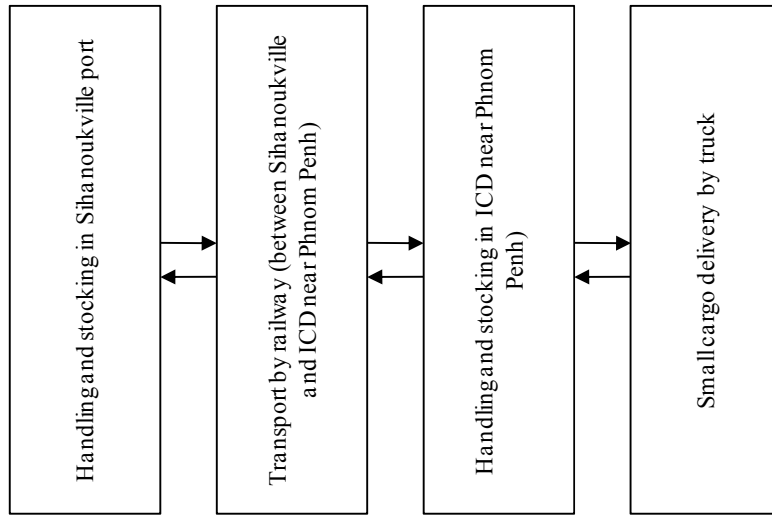 Handling and stocking in Sihanoukville port
Transport by railway (between Sihanoukville
and ICD near Phnom Penh)
Handling and stocking in ICD near Phnom
Penh)
Small cargo delivery by truck